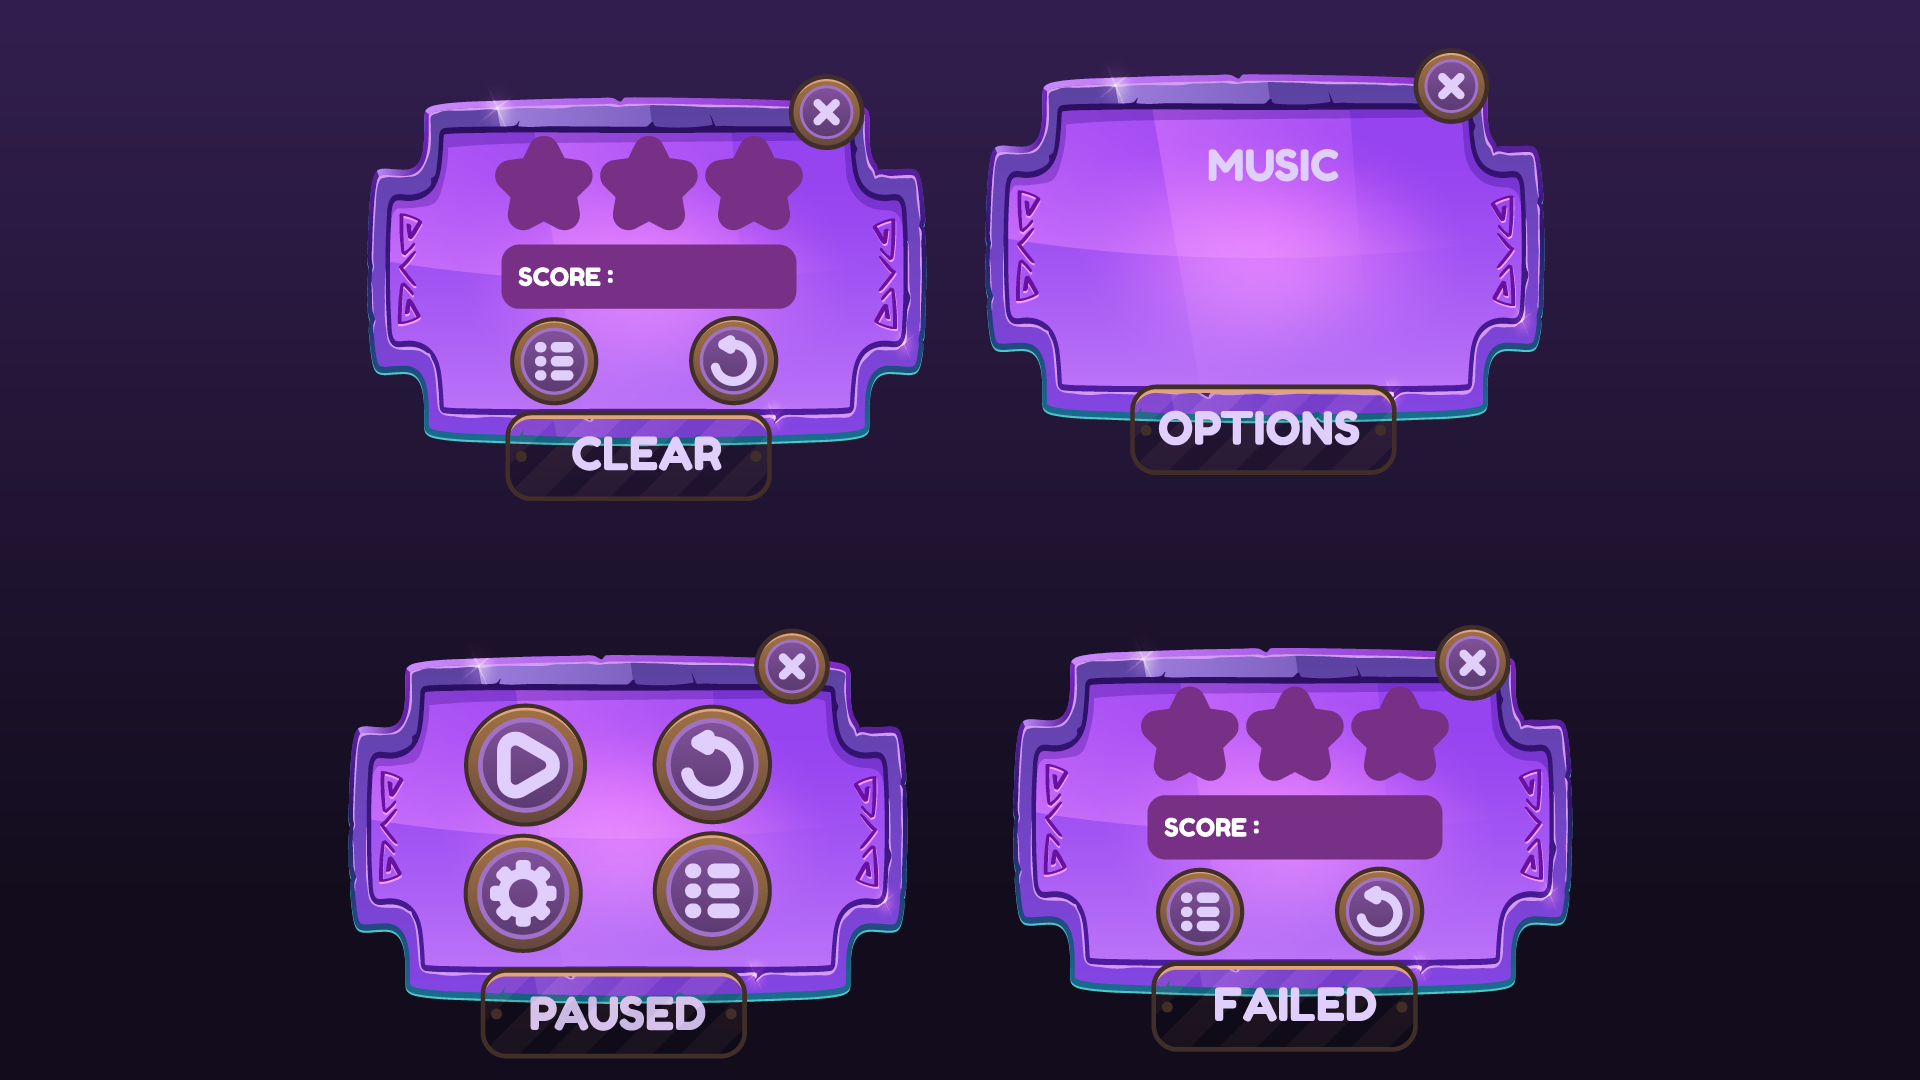 SCORE :
CLEAR
MUSIC
OPTIONS
PAUSED
SCORE :
FAILED